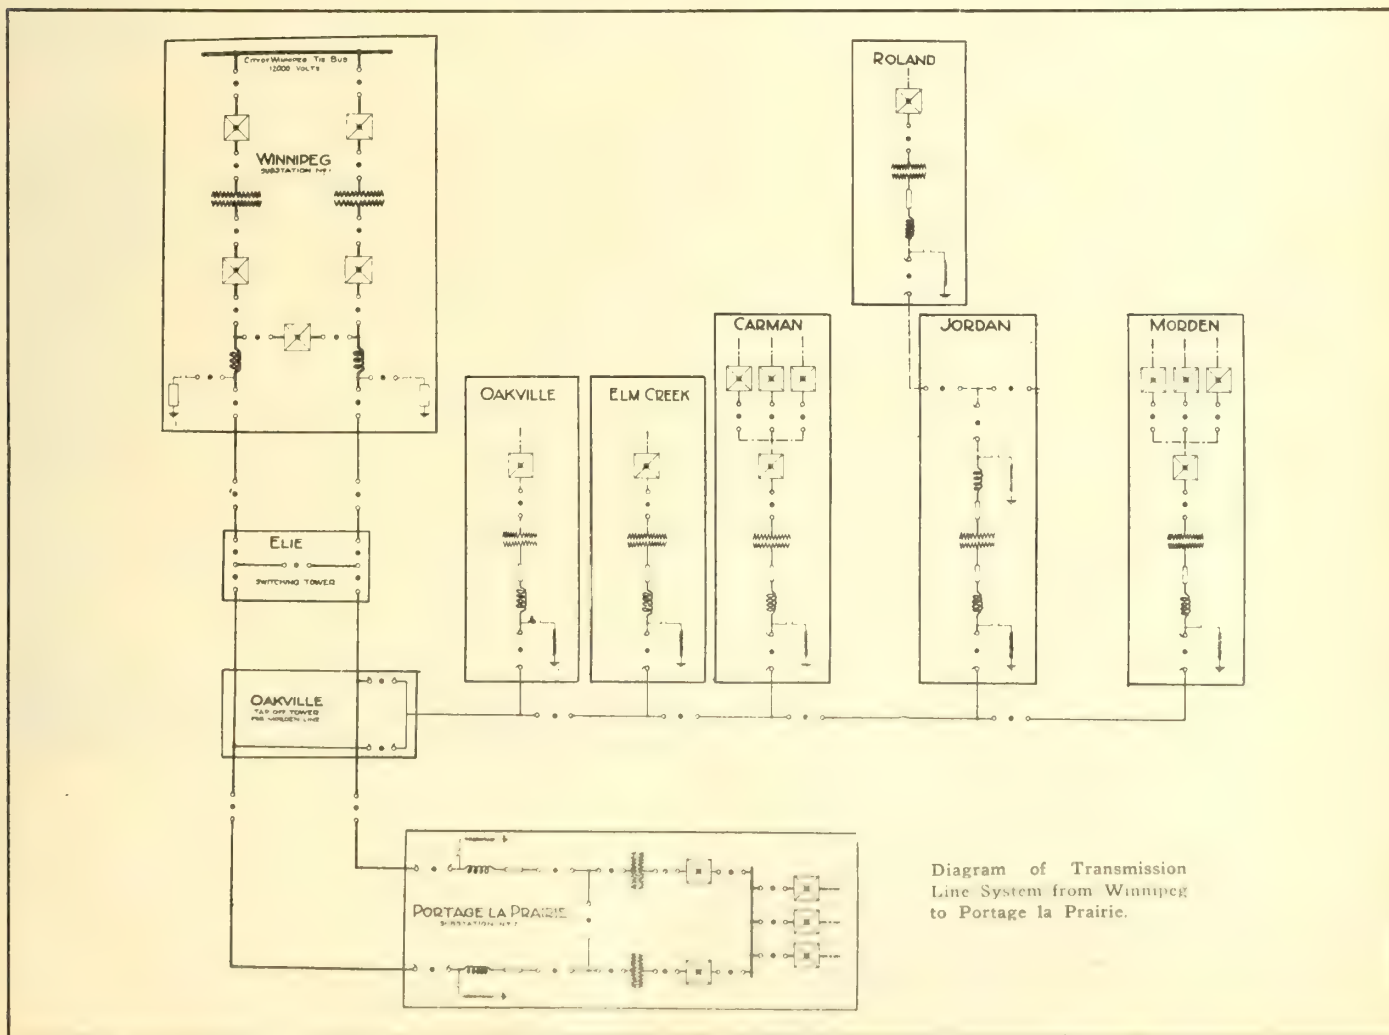 CITY OF WINNIPEG TIE BUS
12000 VOLTS
WINNIPEG
SUBSTATION Nº 1
ROLAND
CARMAN
JORDAN
MORDEN
OAKVILLE
ELM CREEK
ELIE
SWITCHING TOWER
OAKVILLE
TAP OFF TOWER
FOR MORDEN LINE
PORTAGE LA PRAIRIE
SUBSTATION Nº
Diagram of Transmission
Line System from Winnipeg
to Portage la Prairie.